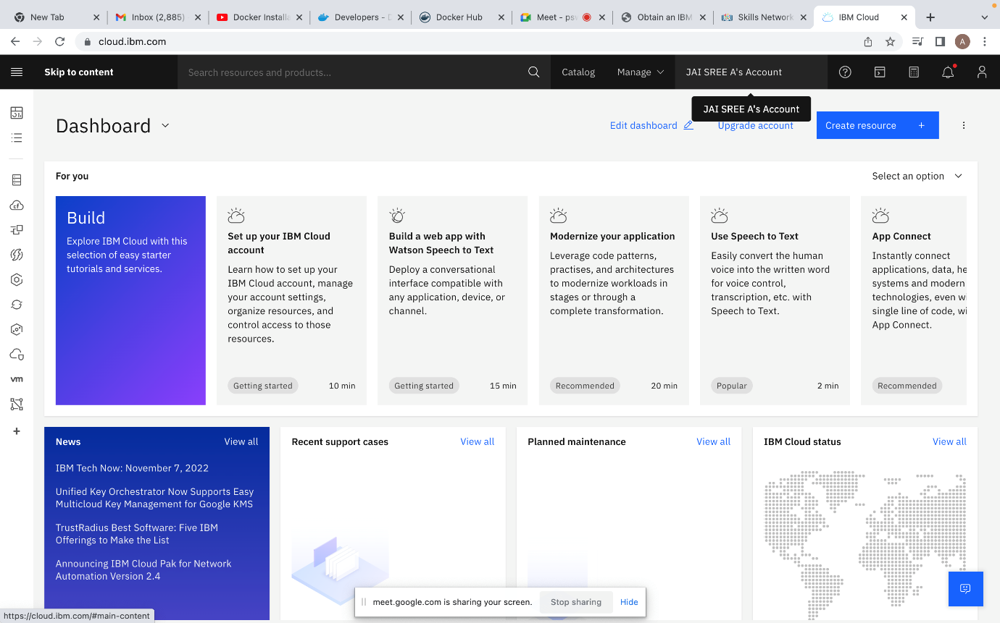 New Tab
Inbox (2,885)
Docker Installa
Developers - D
Docker Hub
Meet - psw
Obtain an IBM
Skills Network
IBM Cloud
cloud.ibm.com
A
Skip to content
Search resources and products...
Catalog
Manage
JAI SREE A's Account
JAI SREE A's Account
Dashboard
Edit dashboard
Upgrade account
Create resource +
For you
Select an option
Build
Explore IBM Cloud with this
selection of easy starter
tutorials and services.
Set up your IBM Cloud
account
Learn how to set up your
IBM Cloud account, manage
your account settings,
organize resources, and
control access to those
resources.
Getting started
10 min
Build a web app with
Watson Speech to Text
Deploy a conversational
interface compatible with
any application, device, or
channel.
Getting started
15 min
Modernize your application
Leverage code patterns,
practises, and architectures
to modernize workloads in
stages or through a
complete transformation.
Recommended
20 min
Use Speech to Text
Easily convert the human
voice into the written word
for voice control,
transcription, etc. with
Speech to Text.
Popular
2 min
App Connect
Instantly connect
applications, data, he
systems and modern
technologies, even wi
single line of code, wi
App Connect.
Recommended
cf
vm
News
View all
IBM Tech Now: November 7, 2022
Unified Key Orchestrator Now Supports Easy
Multicloud Key Management for Google KMS
TrustRadius Best Software: Five IBM
Offerings to Make the List
Announcing IBM Cloud Pak for Network
Automation Version 2.4
Recent support cases
View all
Planned maintenance
View all
IBM Cloud status
View all
meet.google.com is sharing your screen.
Stop sharing
Hide
https://cloud.ibm.com/#main-content